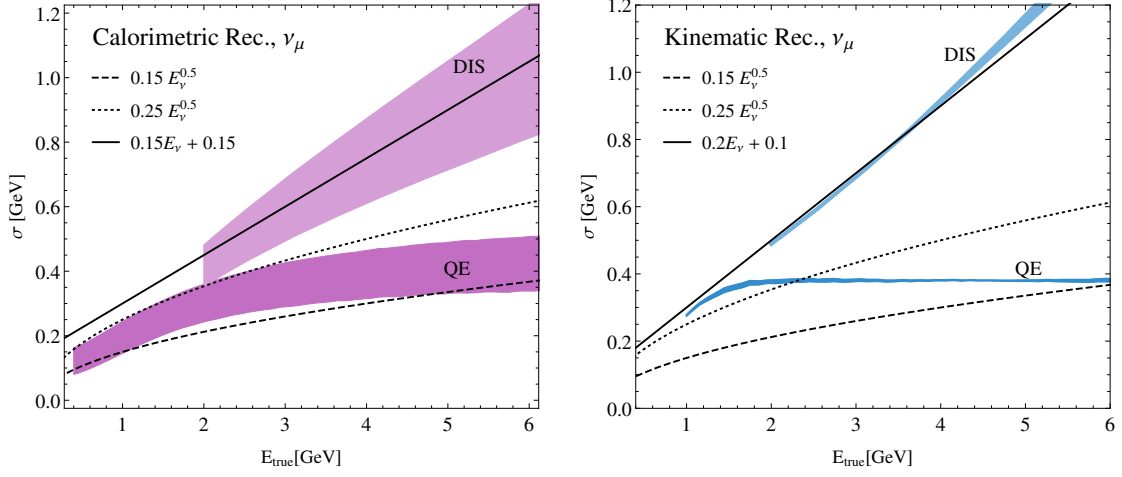 Calorimetric Rec., ν_μ
0.15 E_ν^0.5
0.25 E_ν^0.5
0.15E_ν + 0.15
DIS
QE
σ [GeV]
0.0
0.2
0.4
0.6
0.8
1.0
1.2
1
2
3
4
5
6
E_true[GeV]
Kinematic Rec., ν_μ
0.15 E_ν^0.5
0.25 E_ν^0.5
0.2E_ν + 0.1
DIS
QE
σ [GeV]
0.0
0.2
0.4
0.6
0.8
1.0
1.2
1
2
3
4
5
6
E_true[GeV]